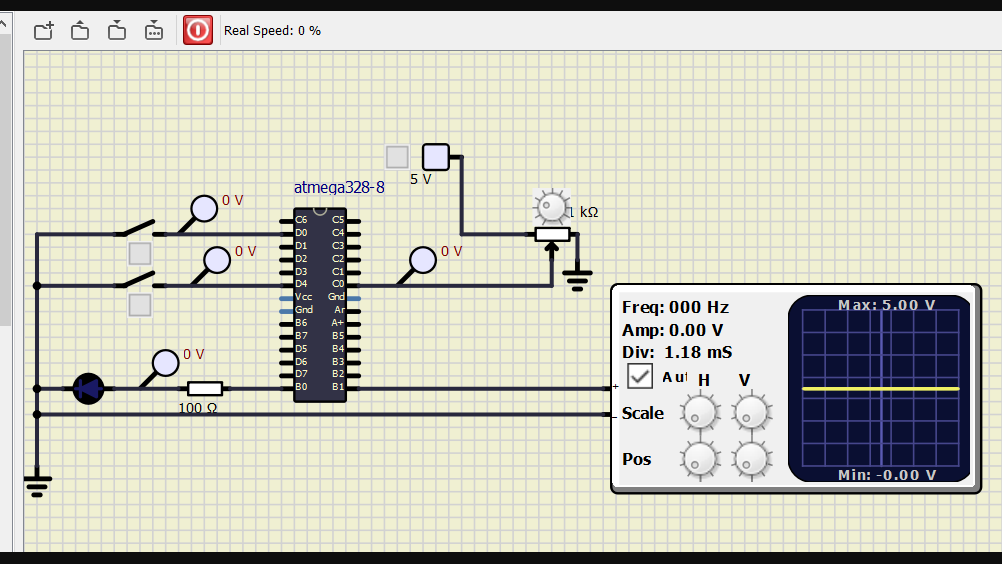 Real Speed: 0 %
5 V
atmega328-8
0 V
1 kΩ
0 V
0 V
C6 C5
D0 C4
D1 C3
D2 C2
D3 C1
D4 C0
Vcc Gnd
Gnd Ar
B6 A+
B7 B5
D5 B4
D6 B3
D7 B2
B0 B1
0 V
100 Ω
Freq: 000 Hz
Amp: 0.00 V
Div: 1.18 mS
Aut H V
+
-
Scale
Pos
Max: 5.00 V
Min: -0.00 V